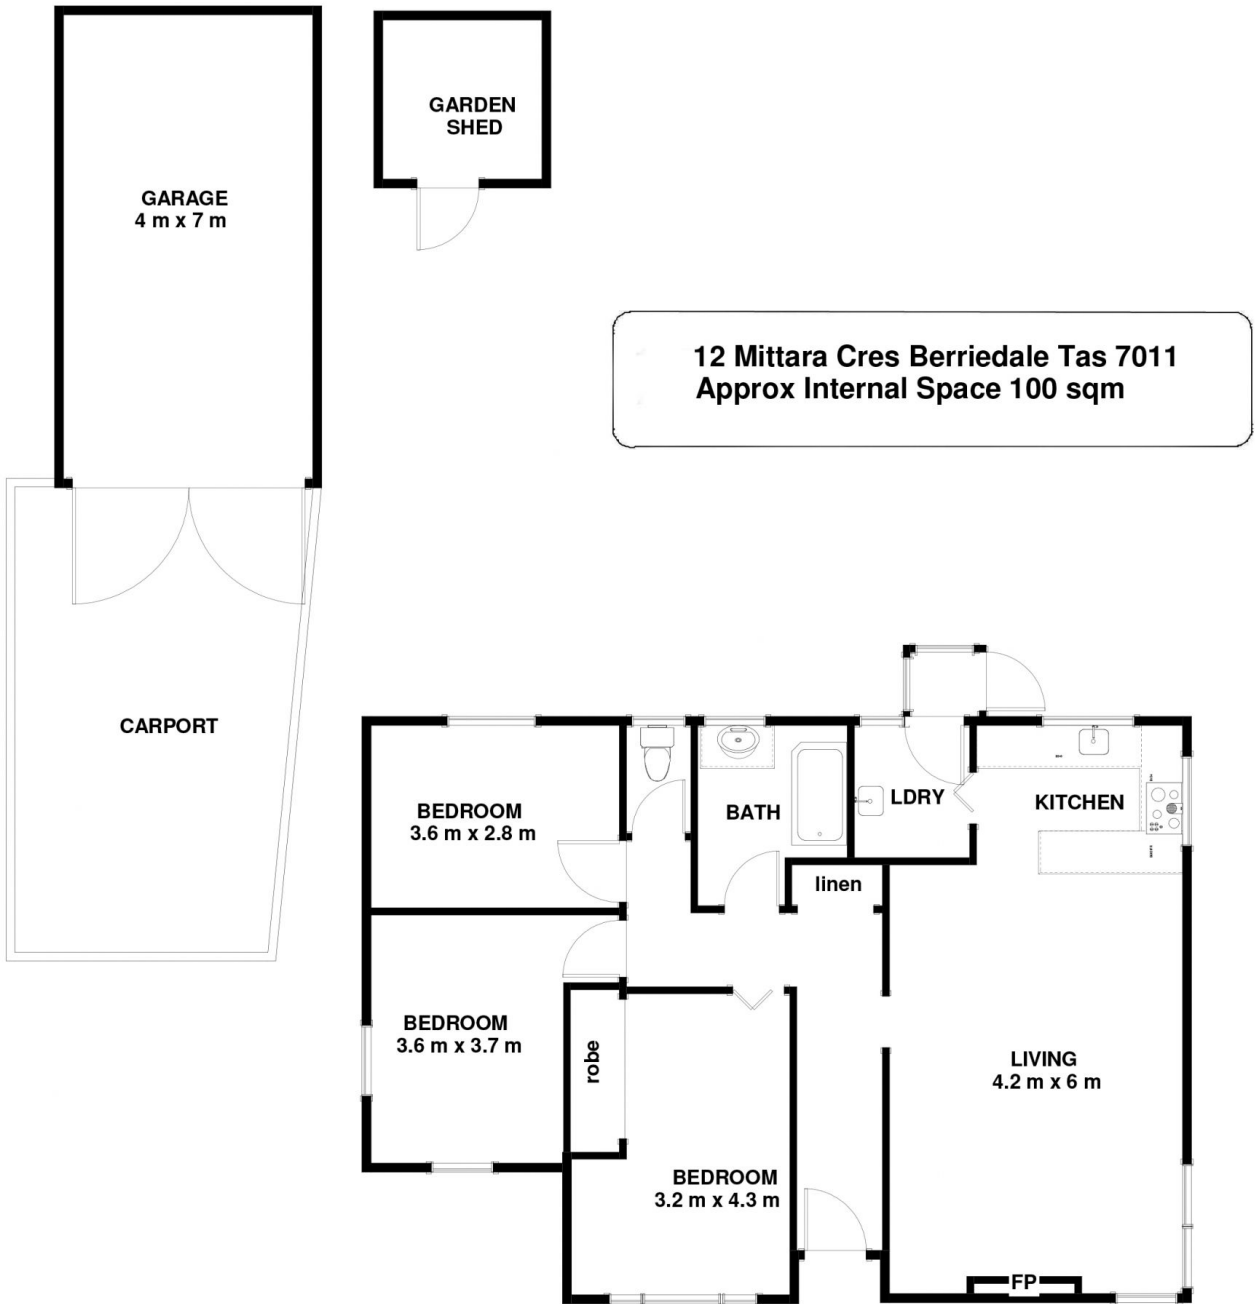 GARDEN
SHED
GARAGE
4 m x 7 m
12 Mittara Cres Berriedale Tas 7011
Approx Internal Space 100 sqm
CARPORT
BEDROOM
3.6 m x 2.8 m
BATH
LDRY
KITCHEN
linen
BEDROOM
3.6 m x 3.7 m
robe
LIVING
4.2 m x 6 m
BEDROOM
3.2 m x 4.3 m
FP